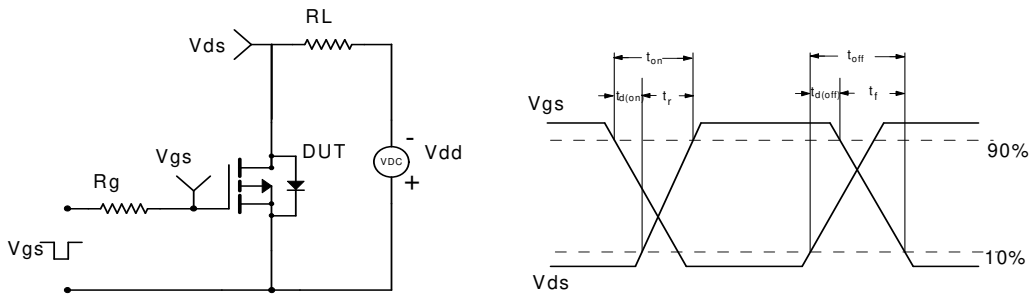 RL
Vds
Vgs
DUT
-
VDC
Vdd
+
Rg
Vgs
ton
toff
td(on)
tr
td(off)
tf
Vgs
90%
10%
Vds